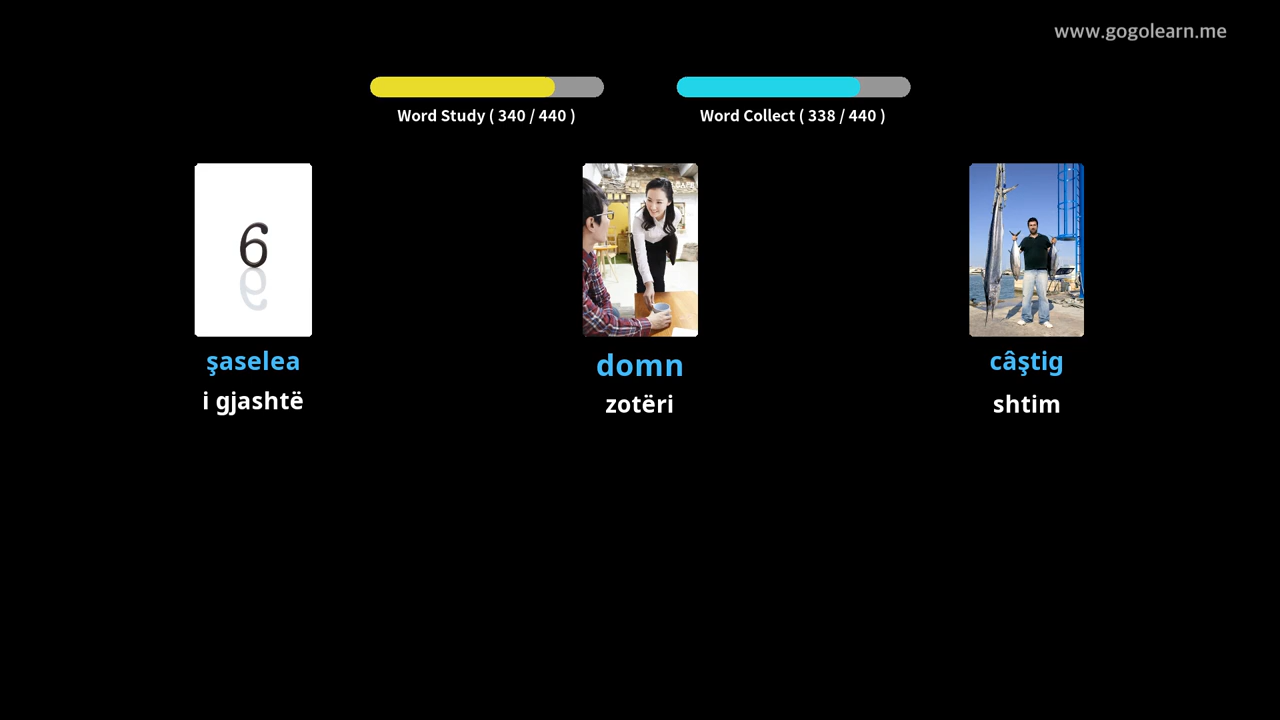 www.gogolearn.me
Word Study ( 340 / 440 )
Word Collect ( 338 / 440 )
6
şaselea
domn
câştig
i gjashtë
zotëri
shtim